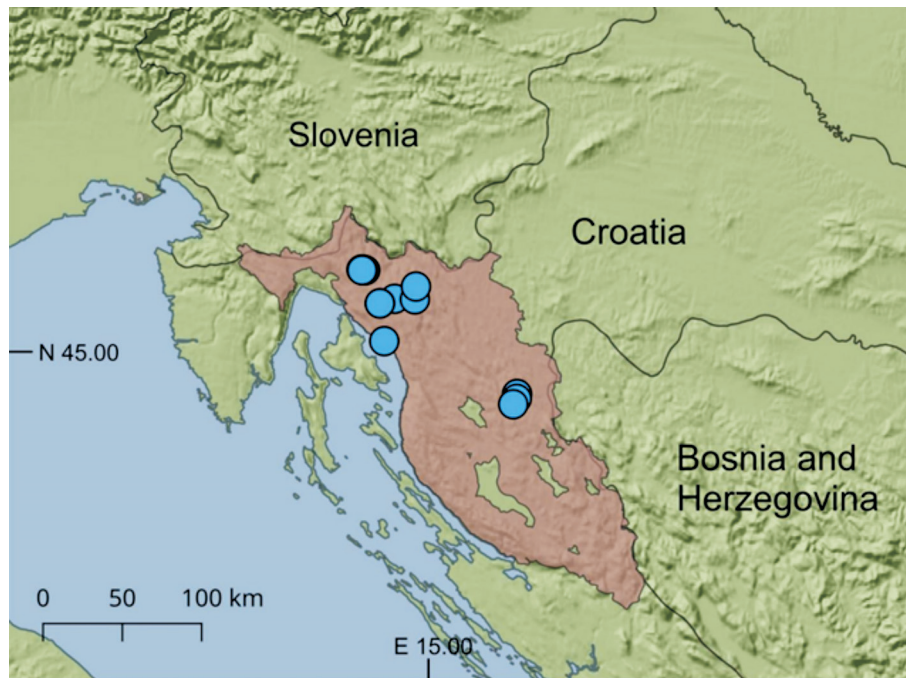 Slovenia
Croatia
N 45.00
Bosnia and
Herzegovina
0 50 100 km
E 15.00